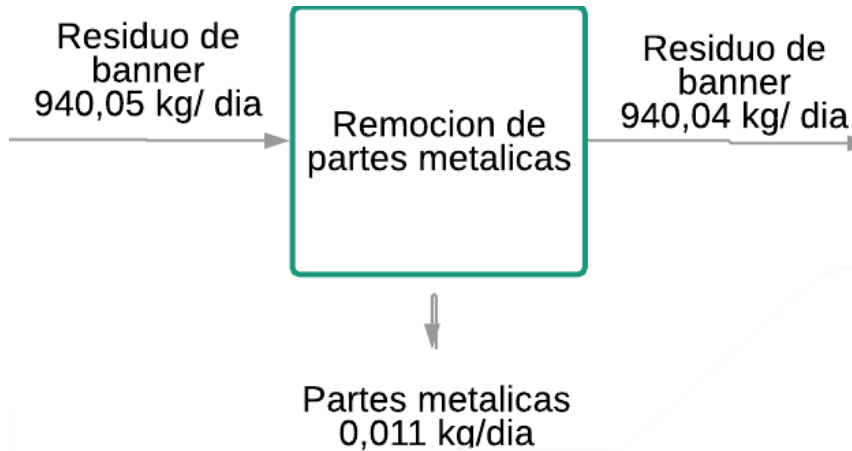 Residuo de
banner
940,05 kg/ dia
Remocion de
partes metalicas
Residuo de
banner
940,04 kg/ dia
Partes metalicas
0,011 kg/dia